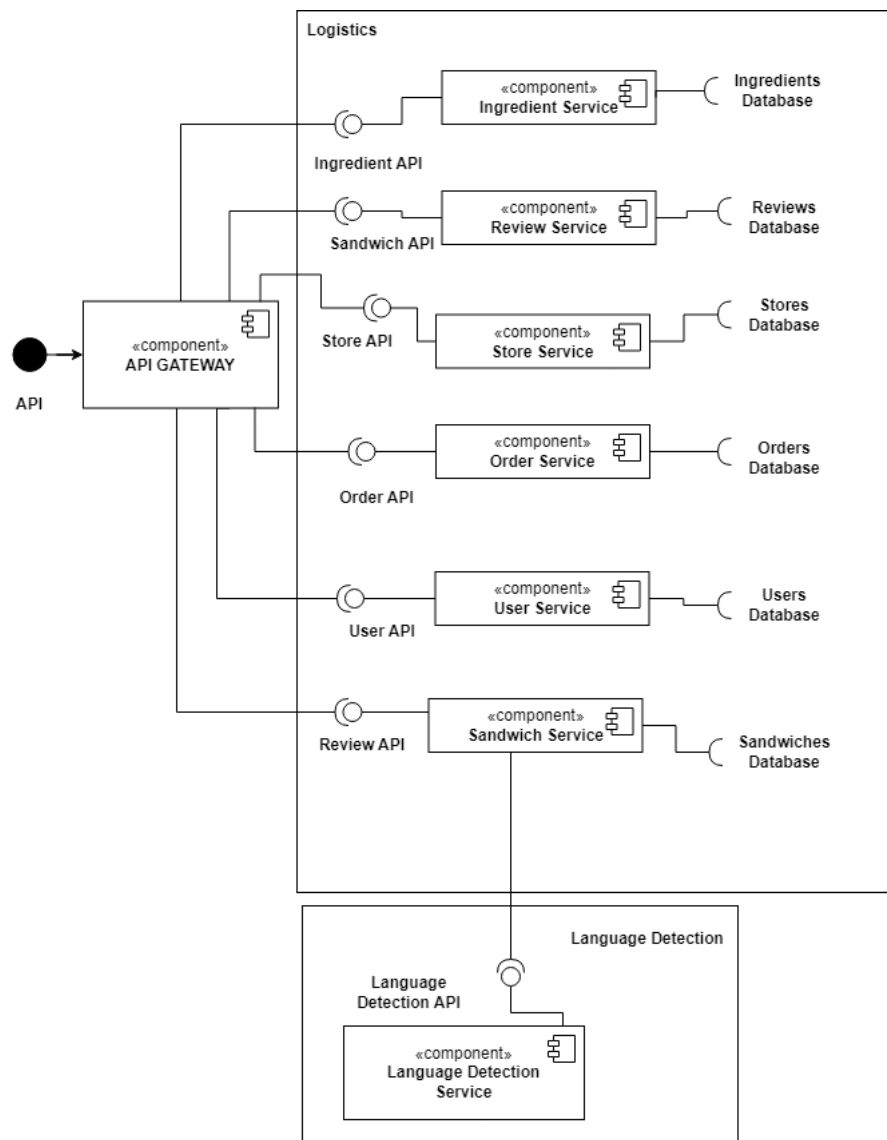 Logistics
«component»
Ingredient Service
Ingredients
Database
Ingredient API
«component»
Review Service
Reviews
Database
Sandwich API
«component»
API GATEWAY
API
Store API
«component»
Store Service
Stores
Database
«component»
Order Service
Orders
Database
Order API
«component»
User Service
Users
Database
User API
«component»
Sandwich Service
Sandwiches
Database
Review API
Language Detection
Language
Detection API
«component»
Language Detection
Service